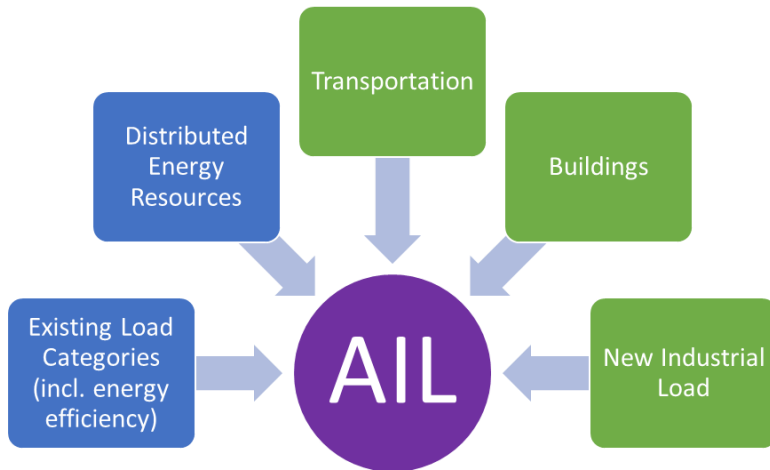 Transportation
Distributed
Energy
Resources
Buildings
Existing Load
Categories
(incl. energy
efficiency)
AIL
New Industrial
Load